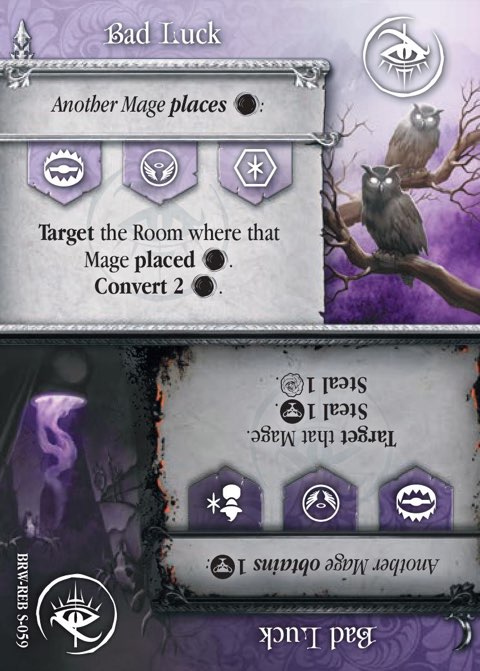 Bad Luck
Another Mage places :
Target the Room where that
Mage placed .
Convert 2 .
Bad Luck
Another Mage obtains 1 :
Target that Mage.
Steal 1 .
Steal 1 .
BRW-REB S-059